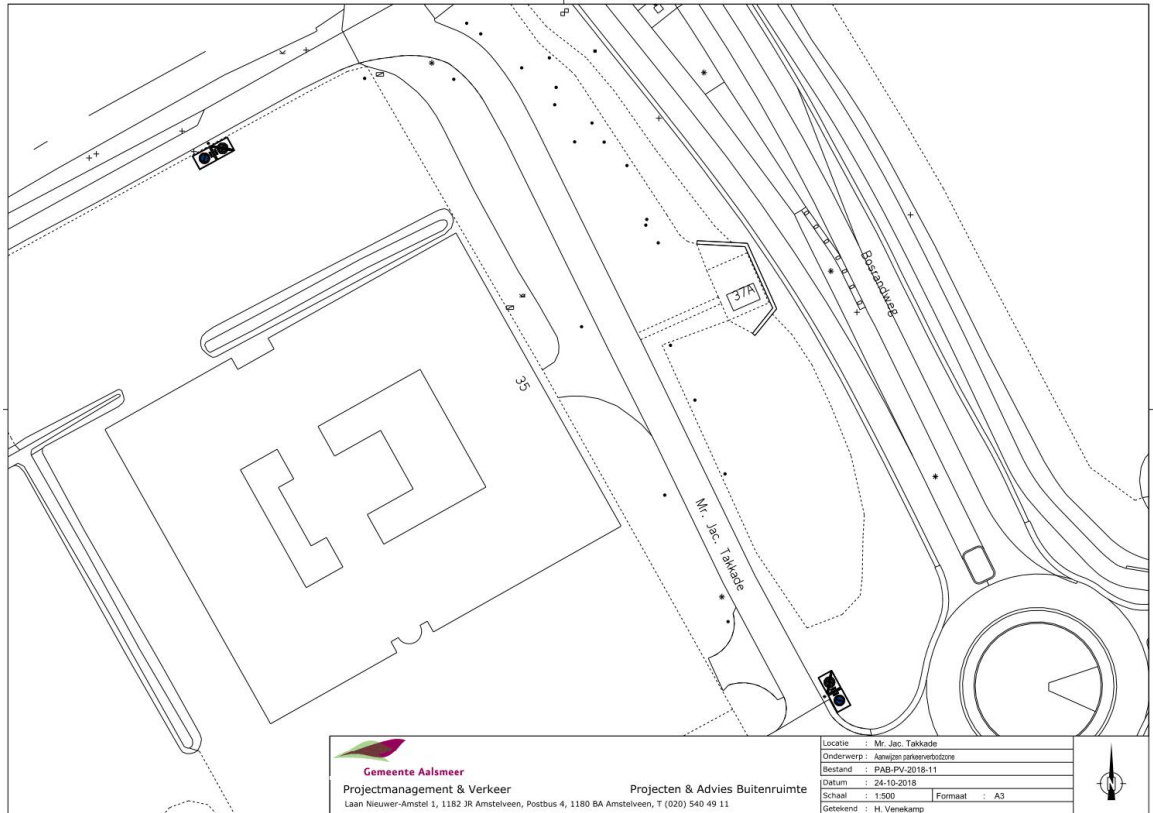 Bosrandweg
37A
35
Mr. Jac. Takkade
Gemeente Aalsmeer
Projectmanagement & Verkeer
Projecten & Advies Buitenruimte
Laan Nieuwer-Amstel 1, 1182 JR Amstelveen, Postbus 4, 1180 BA Amstelveen, T (020) 540 49 11
Locatie : Mr. Jac. Takkade
Onderwerp : Aanwijzen parkeerverbodzone
Bestand : PAB-PV-2018-11
Datum : 24-10-2018
Schaal : 1:500 Formaat : A3
Getekend : H. Venekamp